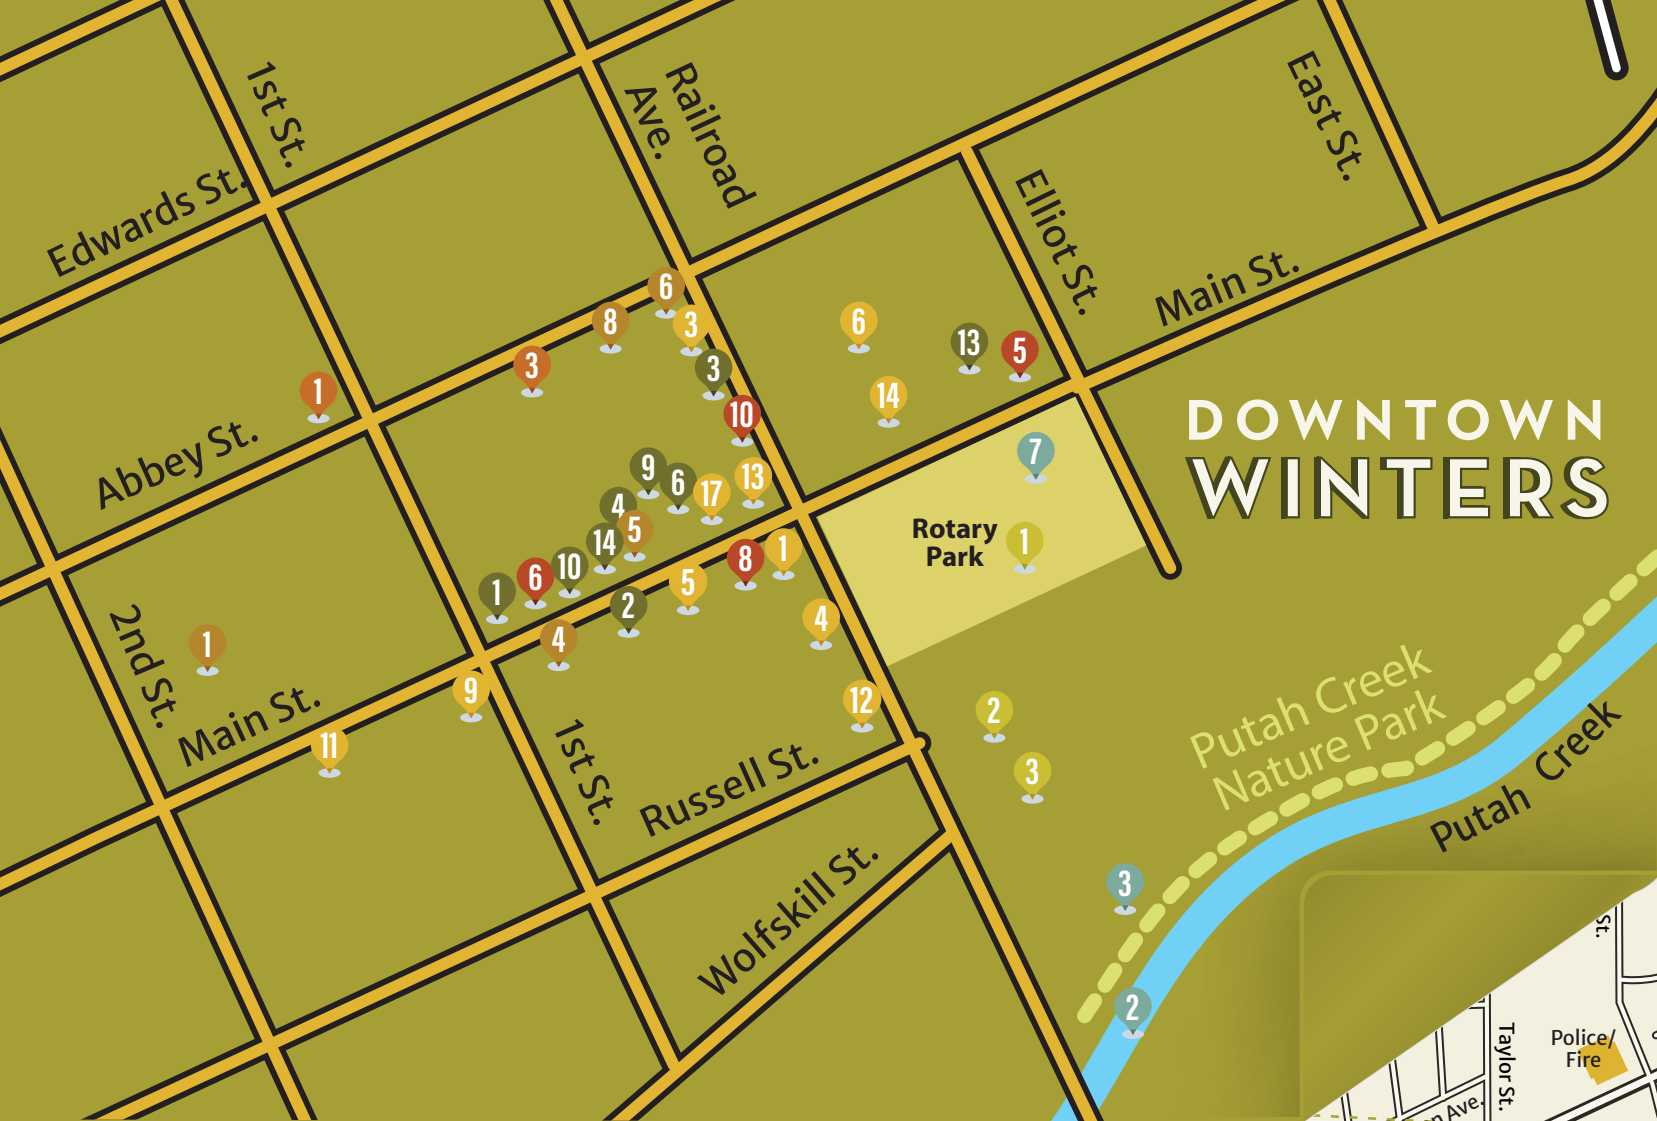 1st St.
Railroad
Ave.
East St.
Edwards St.
Elliot St.
Main St.
6
8
3
3
6
13
5
3
1
14
10
DOWNTOWN
WINTERS
Abbey St.
7
9
6
17
13
4
5
14
Rotary
Park
1
1
6
10
8
1
5
2
4
4
2nd St.
1
Main St.
9
11
12
1st St.
Russell St.
2
3
Putah Creek
Nature Park
Putah Creek
Wolfskill St.
3
2
St.
Taylor St.
Police/
Fire
n Ave.